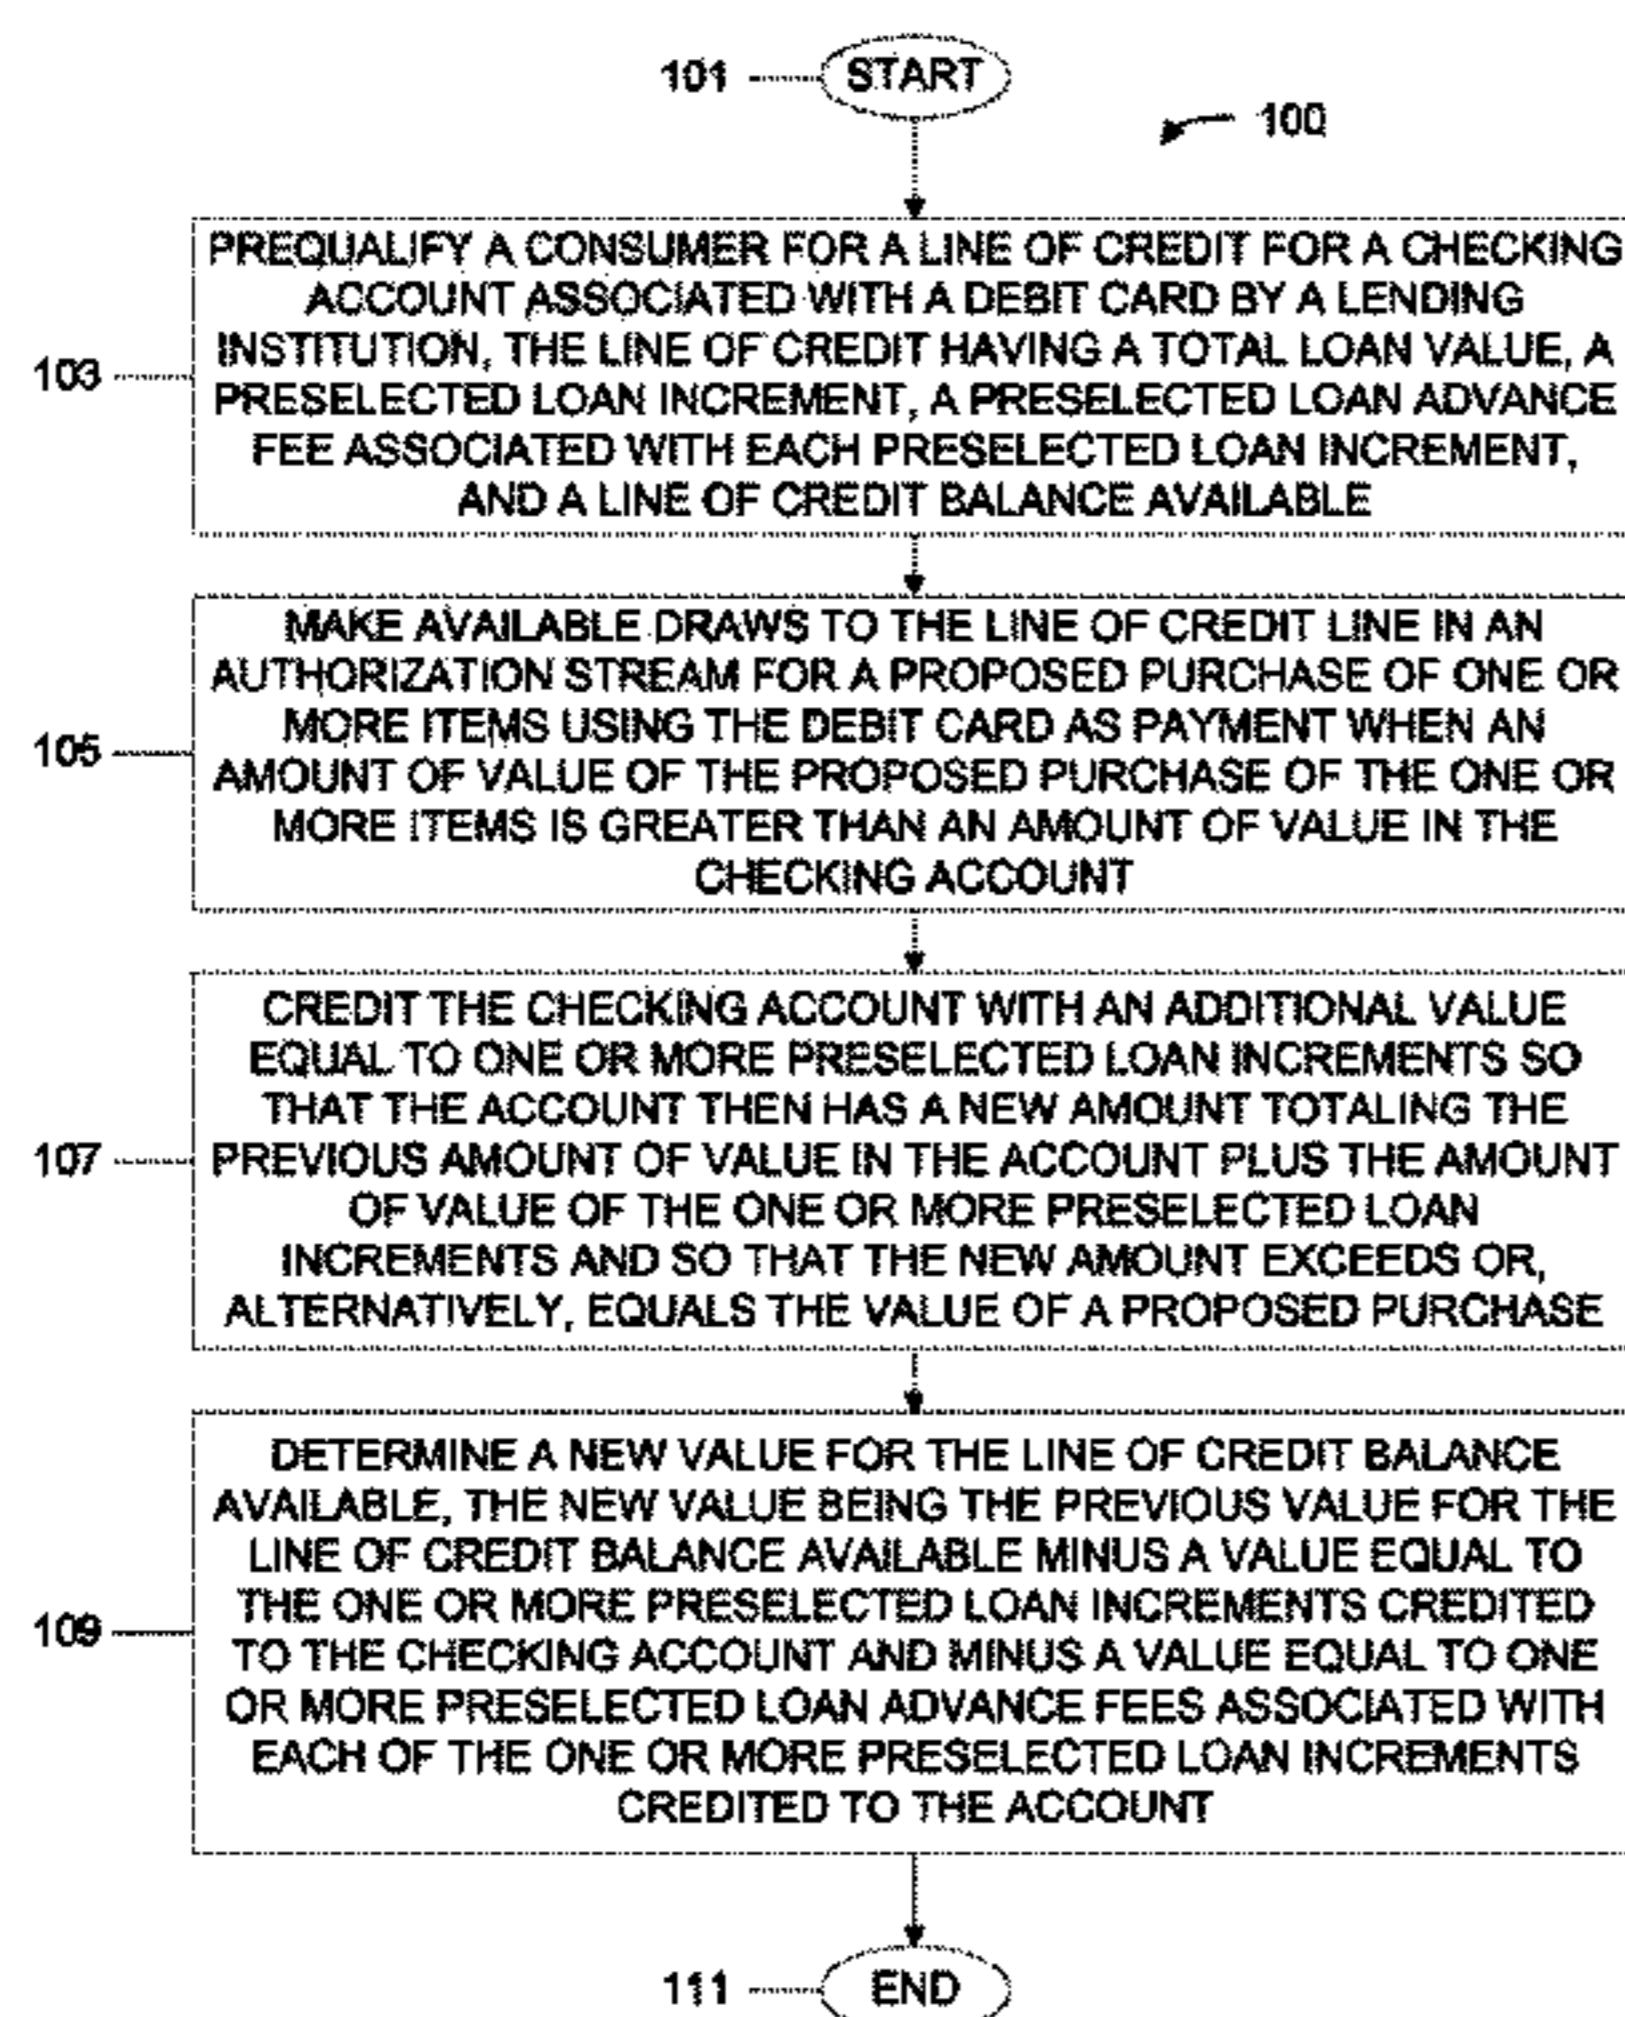 101 START
100
PREQUALIFY A CONSUMER FOR A LINE OF CREDIT FOR A CHECKING
ACCOUNT ASSOCIATED WITH A DEBIT CARD BY A LENDING
INSTITUTION, THE LINE OF CREDIT HAVING A TOTAL LOAN VALUE, A
103
PRESELECTED LOAN INCREMENT, A PRESELECTED LOAN ADVANCE
FEE ASSOCIATED WITH EACH PRESELECTED LOAN INCREMENT,
AND A LINE OF CREDIT BALANCE AVAILABLE
MAKE AVAILABLE DRAWS TO THE LINE OF CREDIT LINE IN AN
AUTHORIZATION STREAM FOR A PROPOSED PURCHASE OF ONE OR
MORE ITEMS USING THE DEBIT CARD AS PAYMENT WHEN AN
105
AMOUNT OF VALUE OF THE PROPOSED PURCHASE OF THE ONE OR
MORE ITEMS IS GREATER THAN AN AMOUNT OF VALUE IN THE
CHECKING ACCOUNT
CREDIT THE CHECKING ACCOUNT WITH AN ADDITIONAL VALUE
EQUAL TO ONE OR MORE PRESELECTED LOAN INCREMENTS SO
THAT THE ACCOUNT THEN HAS A NEW AMOUNT TOTALING THE
107
PREVIOUS AMOUNT OF VALUE IN THE ACCOUNT PLUS THE AMOUNT
OF VALUE OF THE ONE OR MORE PRESELECTED LOAN
INCREMENTS AND SO THAT THE NEW AMOUNT EXCEEDS OR,
ALTERNATIVELY, EQUALS THE VALUE OF A PROPOSED PURCHASE
DETERMINE A NEW VALUE FOR THE LINE OF CREDIT BALANCE
AVAILABLE, THE NEW VALUE BEING THE PREVIOUS VALUE FOR THE
LINE OF CREDIT BALANCE AVAILABLE MINUS A VALUE EQUAL TO
THE ONE OR MORE PRESELECTED LOAN INCREMENTS CREDITED
109
TO THE CHECKING ACCOUNT AND MINUS A VALUE EQUAL TO ONE
OR MORE PRESELECTED LOAN ADVANCE FEES ASSOCIATED WITH
EACH OF THE ONE OR MORE PRESELECTED LOAN INCREMENTS
CREDITED TO THE ACCOUNT
111 END